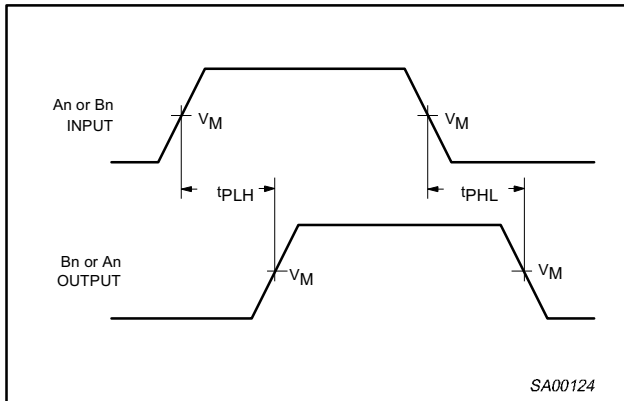 An or Bn
INPUT
VM
VM
tPLH
tPHL
Bn or An
OUTPUT
VM
VM
SA00124